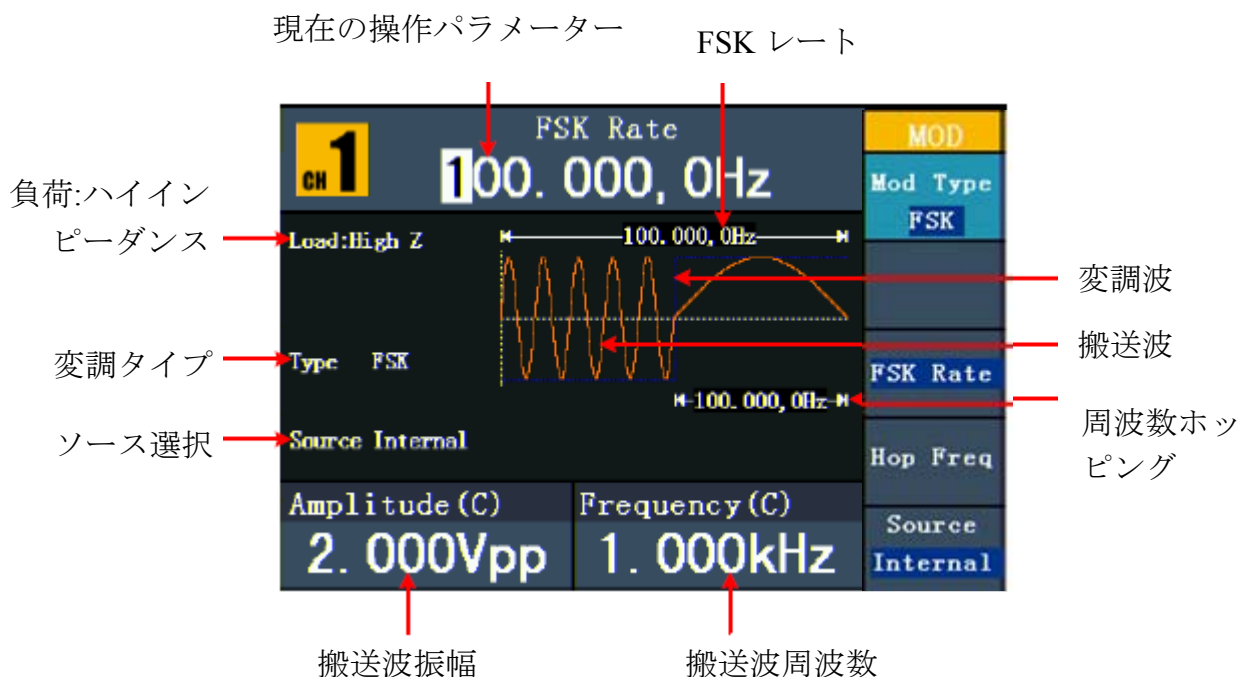 現在の操作パラメーター
FSK レート
CH 1
FSK Rate
100.000,0Hz
MOD
Mod Type
FSK
負荷:ハイイン
ピーダンス
Load:High Z
100.000,0Hz
変調波
搬送波
変調タイプ
Type FSK
FSK Rate
100.000,0Hz
周波数ホッ
ピング
ソース選択
Source Internal
Hop Freq
Amplitude(C)
Frequency(C)
2.000Vpp
1.000kHz
Source
Internal
搬送波振幅
搬送波周波数